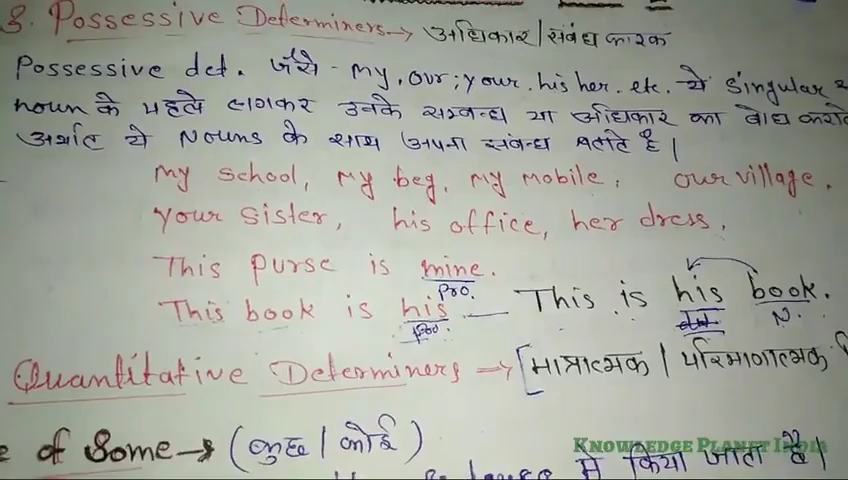 3. Possessive Determiners → अधिकार/संबंध कारक
Possessive det. जैसे - my, our; your, his her. etc. ये Singular
noun के पहले लगकर उनके सम्बन्ध या अधिकार का बोध कराते
अर्थात ये Nouns के साथ अपना संबंध बताते है।
my school, my beg, my mobile, our village,
your sister, his office, her dress,
This purse is mine.
Pro.
This book is his — This is his book.
Pro. det N.
Quantitative Determiners → [मात्रात्मक / परिमाणात्मक
e of Some → (कुछ / कोई)
KNOWLEDGE PLANET INDIA
मे किया जाता है।